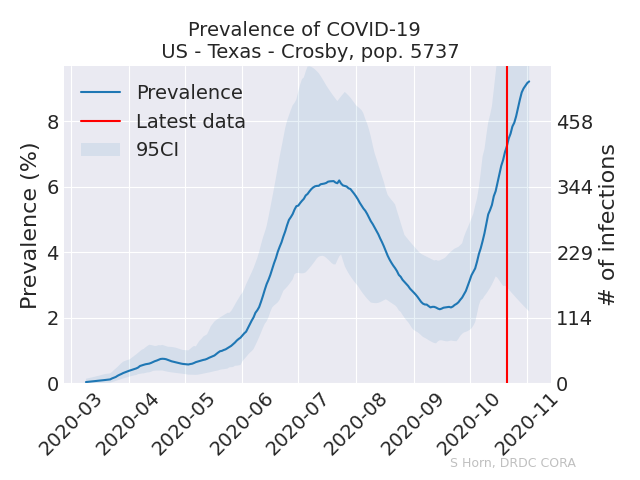 Prevalence of COVID-19
US - Texas - Crosby, pop. 5737
Prevalence
Latest data
95CI
Prevalence (%)
8
6
4
2
0
458
344
229
114
0
# of infections
2020-03
2020-04
2020-05
2020-06
2020-07
2020-08
2020-09
2020-10
2020-11
S Horn, DRDC CORA